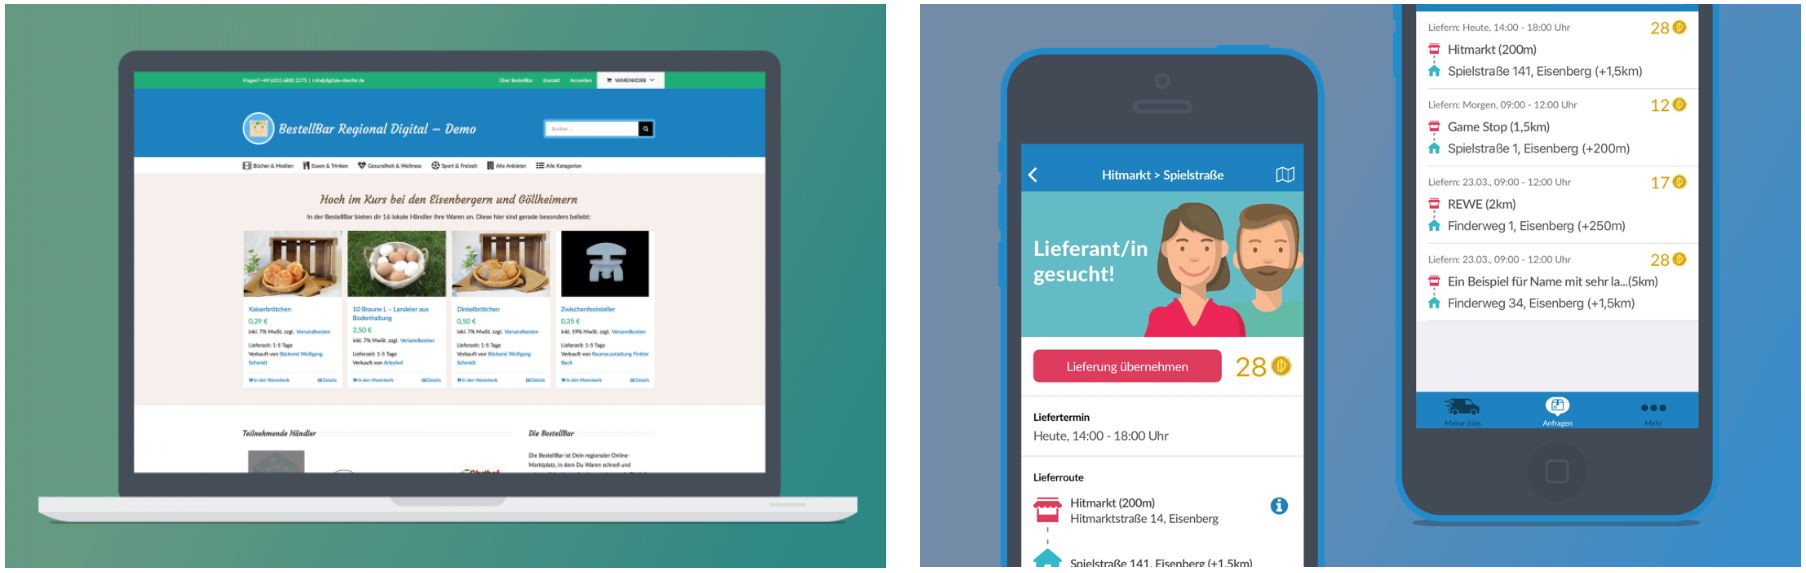 Fragen? +49 (631) 6800 2275 | info@digitale-doerfer.de
Über BestellBar Kontakt Anmelden WARENKORB
BestellBar Regional Digital – Demo
Suchen ...
Bücher & Medien Essen & Trinken Gesundheit & Wellness Sport & Freizeit Alle Anbieter Alle Kategorien
Hoch im Kurs bei den Eisenbergern und Göllheimern
In der BestellBar bieten dir 16 lokale Händler ihre Waren an. Diese hier sind gerade besonders beliebt:
Kaiserbrötchen
0,29 €
inkl. 7% MwSt. zzgl. Versandkosten
Lieferzeit: 1-5 Tage
Verkauft von Bäckerei Wolfgang
Schmidt
In den Warenkorb Details
10 Braune L – Landeier aus
Bodenhaltung
2,50 €
inkl. 7% MwSt. zzgl. Versandkosten
Lieferzeit: 1-5 Tage
Verkauft von
In den Warenkorb Details
Dinkelbrötchen
0,50 €
inkl. 7% MwSt. zzgl. Versandkosten
Lieferzeit: 1-5 Tage
Verkauft von Bäckerei Wolfgang
Schmidt
In den Warenkorb Details
Zwischenfeststeller
0,35 €
inkl. 19% MwSt. zzgl. Versandkosten
Lieferzeit: 1-5 Tage
Verkauft von Raumausstattung
Back
In den Warenkorb Details
Teilnehmende Händler
Die BestellBar
Die BestellBar ist Dein regionaler Online-
Marktplatz, in dem Du Waren schnell und
Hitmarkt > Spielstraße
Lieferant/in
gesucht!
Lieferung übernehmen 28
Liefertermin
Heute, 14:00 - 18:00 Uhr
Lieferroute
Hitmarkt (200m)
Hitmarktstraße 14, Eisenberg
Spielstraße 141, Eisenberg (+1,5km)
Liefern: Heute, 14:00 - 18:00 Uhr 28
Hitmarkt (200m)
Spielstraße 141, Eisenberg (+1,5km)
Liefern: Morgen, 09:00 - 12:00 Uhr 12
Game Stop (1,5km)
Spielstraße 1, Eisenberg (+200m)
Liefern: 23.03., 09:00 - 12:00 Uhr 17
REWE (2km)
Finderweg 1, Eisenberg (+250m)
Liefern: 23.03., 09:00 - 12:00 Uhr 28
Ein Beispiel für Name mit sehr la...(5km)
Finderweg 34, Eisenberg (+1,5km)
Meine Jobs Anfragen Mehr